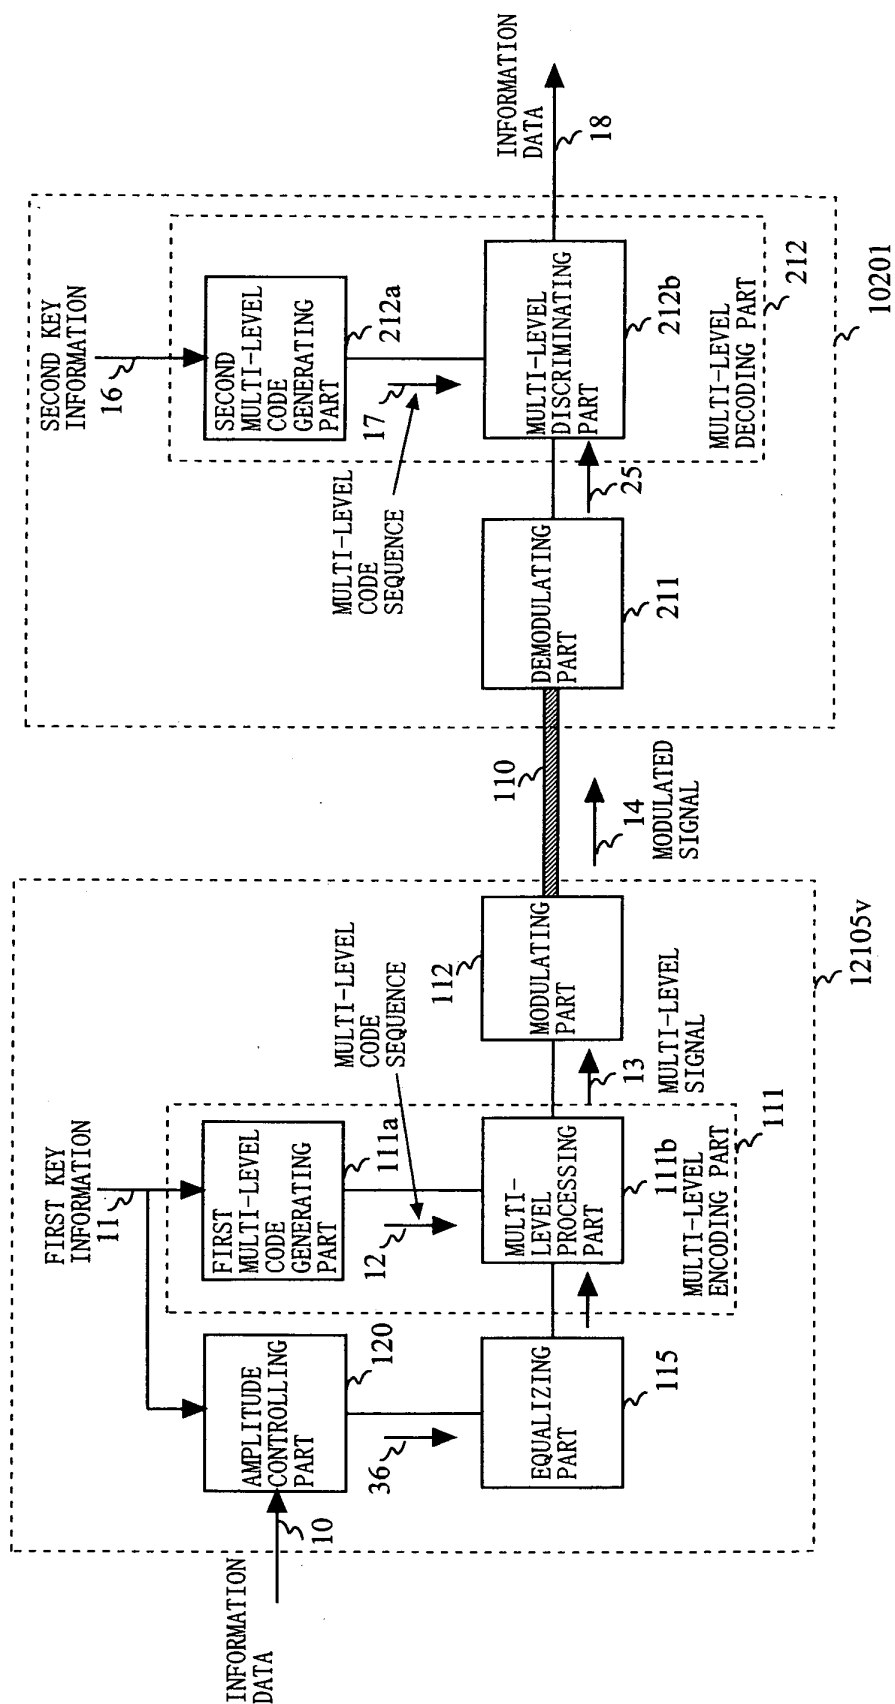 INFORMATION
DATA
10
FIRST KEY
INFORMATION
11
AMPLITUDE
CONTROLLING
PART
120
36
EQUALIZING
PART
115
FIRST
MULTI-LEVEL
CODE
GENERATING
PART
111a
12
MULTI-LEVEL
CODE
SEQUENCE
MULTI-
LEVEL
PROCESSING
PART
111b
MULTI-LEVEL
ENCODING PART
111
13
MULTI-LEVEL
SIGNAL
112
MODULATING
PART
12105v
110
14
MODULATED
SIGNAL
DEMODULATING
PART
211
25
SECOND KEY
INFORMATION
16
SECOND
MULTI-LEVEL
CODE
GENERATING
PART
212a
17
MULTI-LEVEL
CODE
SEQUENCE
MULTI-LEVEL
DISCRIMINATING
PART
212b
MULTI-LEVEL
DECODING PART
212
10201
INFORMATION
DATA
18